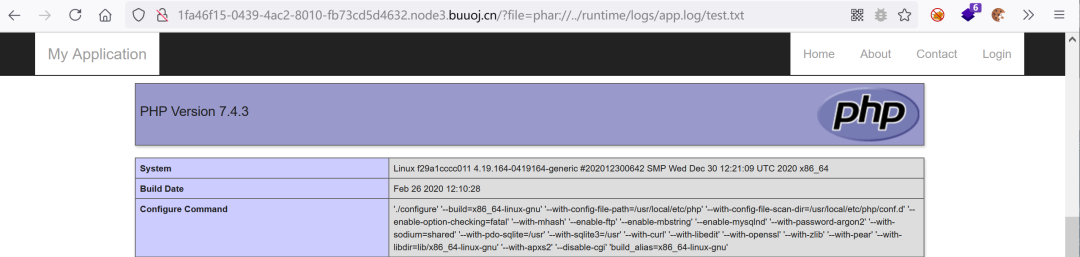 1fa46f15-0439-4ac2-8010-fb73cd5d4632.node3.buuoj.cn/?file=phar://../runtime/logs/app.log/test.txt
6
My Application
Home About Contact Login
PHP Version 7.4.3
php
System Linux f29a1cccc011 4.19.164-0419164-generic #202012300642 SMP Wed Dec 30 12:21:09 UTC 2020 x86_64
Build Date Feb 26 2020 12:10:28
Configure Command './configure' '--build=x86_64-linux-gnu' '--with-config-file-path=/usr/local/etc/php' '--with-config-file-scan-dir=/usr/local/etc/php/conf.d' '--
enable-option-checking=fatal' '--with-mhash' '--enable-ftp' '--enable-mbstring' '--enable-mysqlnd' '--with-password-argon2' '--with-
sodium=shared' '--with-pdo-sqlite=/usr' '--with-sqlite3=/usr' '--with-curl' '--with-libedit' '--with-openssl' '--with-zlib' '--with-pear' '--with-
libdir=lib/x86_64-linux-gnu' '--with-apxs2' '--disable-cgi' 'build_alias=x86_64-linux-gnu'